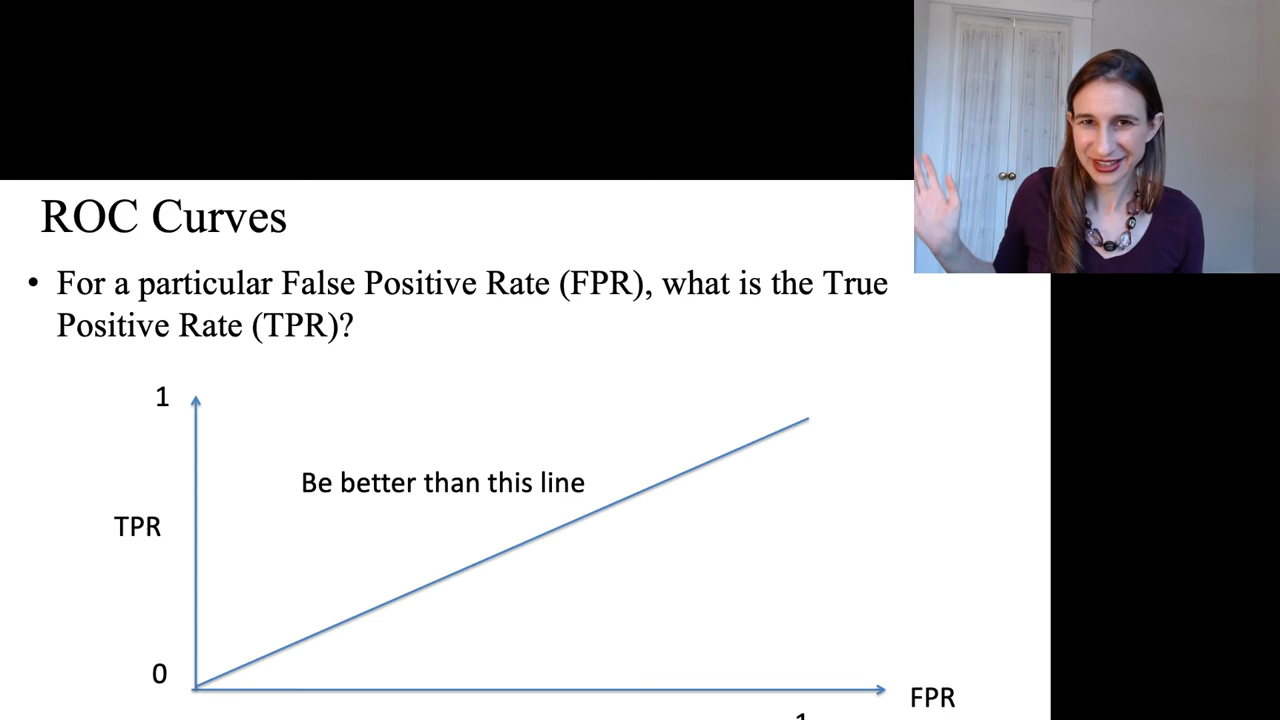 ROC Curves
• For a particular False Positive Rate (FPR), what is the True
Positive Rate (TPR)?
1
Be better than this line
TPR
0
FPR
1